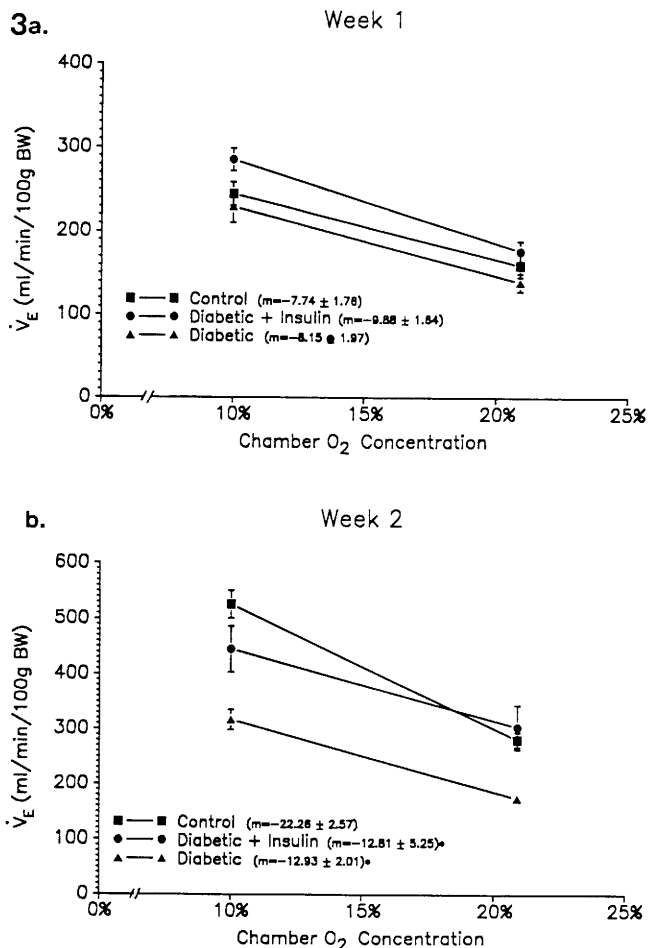 3a.
Week 1
400
300
200
100
0
V̇E (ml/min/100g BW)
Control (m=-7.74 ± 1.76)
Diabetic + Insulin (m=-9.88 ± 1.64)
Diabetic (m=-8.15 ± 1.97)
0% 10% 15% 20% 25%
Chamber O2 Concentration
b.
Week 2
600
500
400
300
200
100
0
V̇E (ml/min/100g BW)
Control (m=-22.26 ± 2.57)
Diabetic + Insulin (m=-12.81 ± 5.25)*
Diabetic (m=-12.93 ± 2.01)*
0% 10% 15% 20% 25%
Chamber O2 Concentration